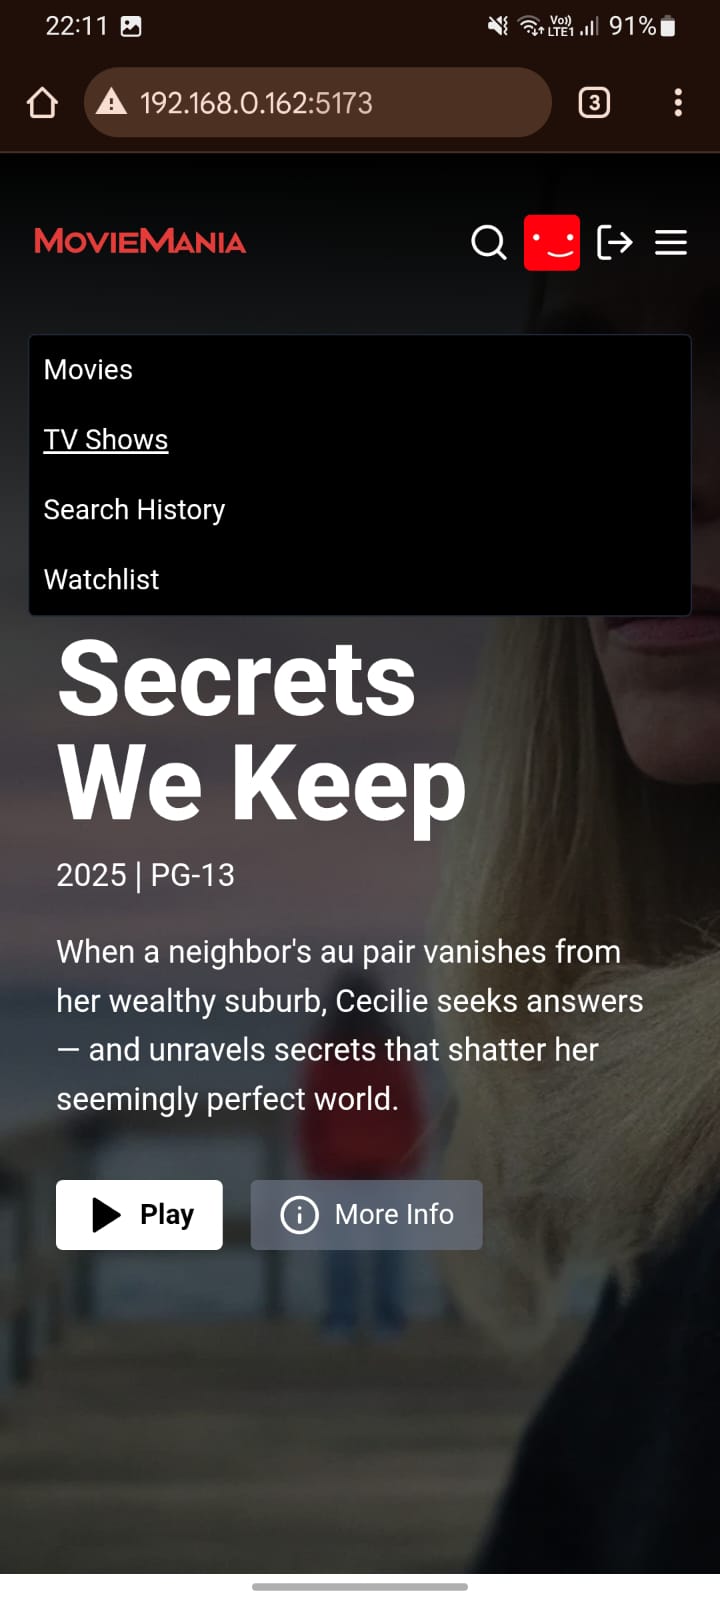 22:11
Vo))
LTE1
91%
3
192.168.0.162:5173
MOVIEMANIA
Movies
TV Shows
Search History
Watchlist
Secrets
We Keep
2025 | PG-13
When a neighbor's au pair vanishes from
her wealthy suburb, Cecilie seeks answers
— and unravels secrets that shatter her
seemingly perfect world.
Play
More Info